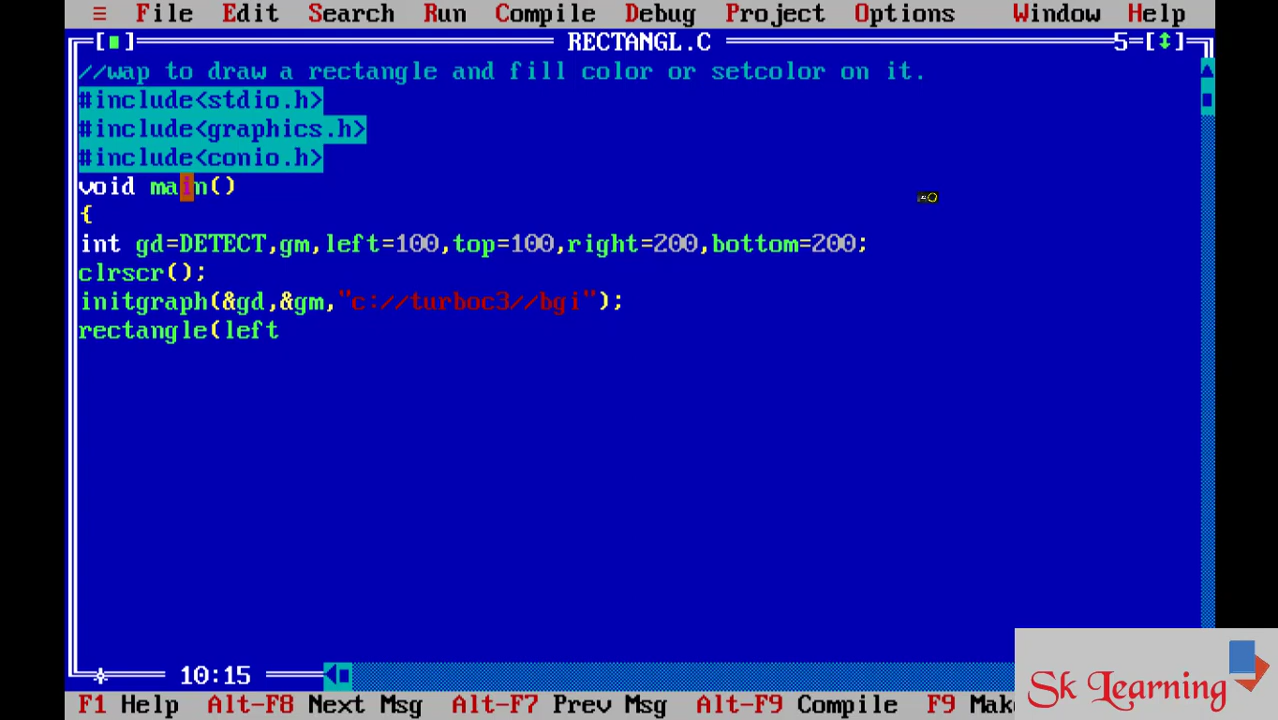 ≡ File Edit Search Run Compile Debug Project Options Window Help
[■] RECTANGL.C 5=[↕]
//wap to draw a rectangle and fill color or setcolor on it.
#include<stdio.h>
#include<graphics.h>
#include<conio.h>
void main()
{
int gd=DETECT,gm,left=100,top=100,right=200,bottom=200;
clrscr();
initgraph(&gd,&gm,"c://turboc3//bgi");
rectangle(left
10:15
F1 Help Alt-F8 Next Msg Alt-F7 Prev Msg Alt-F9 Compile F9 Mak
Sk Learning